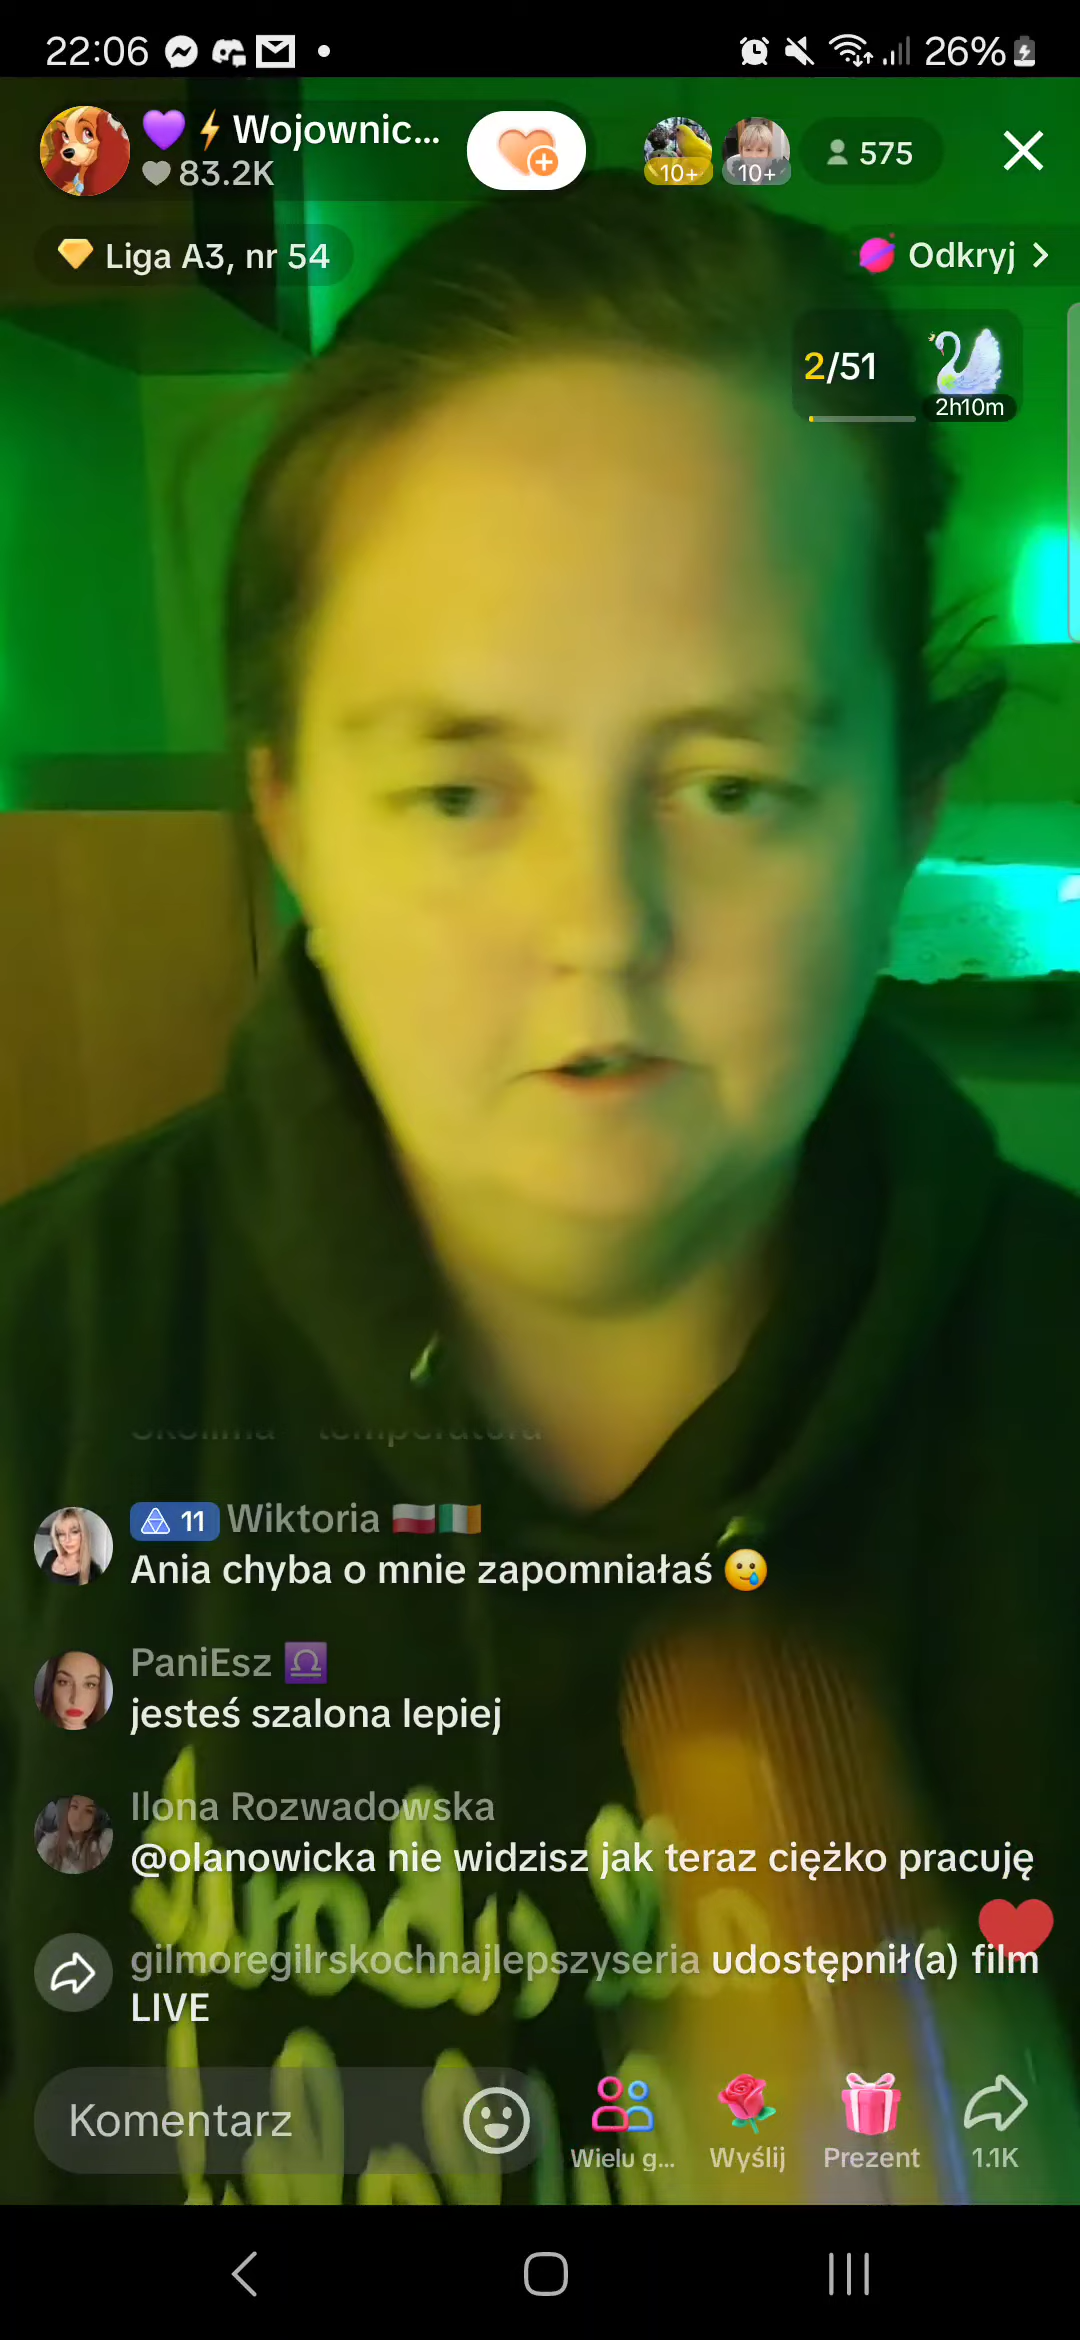 22:06
26%
💜⚡Wojownic...
83.2K
10+
10+
575
Liga A3, nr 54
Odkryj >
2/51
2h10m
11 Wiktoria 🇵🇱🇮🇪
Ania chyba o mnie zapomniałaś 🥲
PaniEsz ♎
jesteś szalona lepiej
Ilona Rozwadowska
@olanowicka nie widzisz jak teraz ciężko pracuję
gilmoregilrskochnajlepszyseria udostępnił(a) film
LIVE
Komentarz
Wielu g...
Wyślij
Prezent
1.1K